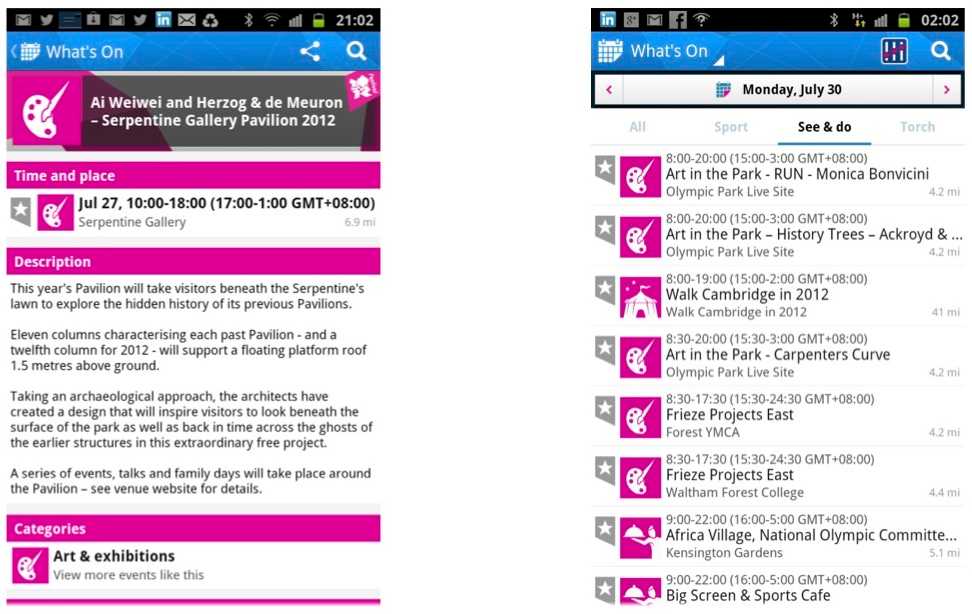 21:02
What's On
Ai Weiwei and Herzog & de Meuron
– Serpentine Gallery Pavilion 2012
Time and place
Jul 27, 10:00-18:00 (17:00-1:00 GMT+08:00)
Serpentine Gallery 6.9 mi
Description
This year's Pavilion will take visitors beneath the Serpentine's
lawn to explore the hidden history of its previous Pavilions.
Eleven columns characterising each past Pavilion - and a
twelfth column for 2012 - will support a floating platform roof
1.5 metres above ground.
Taking an archaeological approach, the architects have
created a design that will inspire visitors to look beneath the
surface of the park as well as back in time across the ghosts of
the earlier structures in this extraordinary free project.
A series of events, talks and family days will take place around
the Pavilion – see venue website for details.
Categories
Art & exhibitions
View more events like this
02:02
What's On
Monday, July 30
All Sport See & do Torch
8:00-20:00 (15:00-3:00 GMT+08:00)
Art in the Park - RUN - Monica Bonvicini
Olympic Park Live Site 4.2 mi
8:00-20:00 (15:00-3:00 GMT+08:00)
Art in the Park – History Trees – Ackroyd & ...
Olympic Park Live Site 4.2 mi
8:00-19:00 (15:00-2:00 GMT+08:00)
Walk Cambridge in 2012
Walk Cambridge in 2012 41 mi
8:30-20:00 (15:30-3:00 GMT+08:00)
Art in the Park - Carpenters Curve
Olympic Park Live Site 4.2 mi
8:30-17:30 (15:30-24:30 GMT+08:00)
Frieze Projects East
Forest YMCA 4.2 mi
8:30-17:30 (15:30-24:30 GMT+08:00)
Frieze Projects East
Waltham Forest College 4.4 mi
9:00-22:00 (16:00-5:00 GMT+08:00)
Africa Village, National Olympic Committe...
Kensington Gardens 5.1 mi
9:00-22:00 (16:00-5:00 GMT+08:00)
Big Screen & Sports Cafe